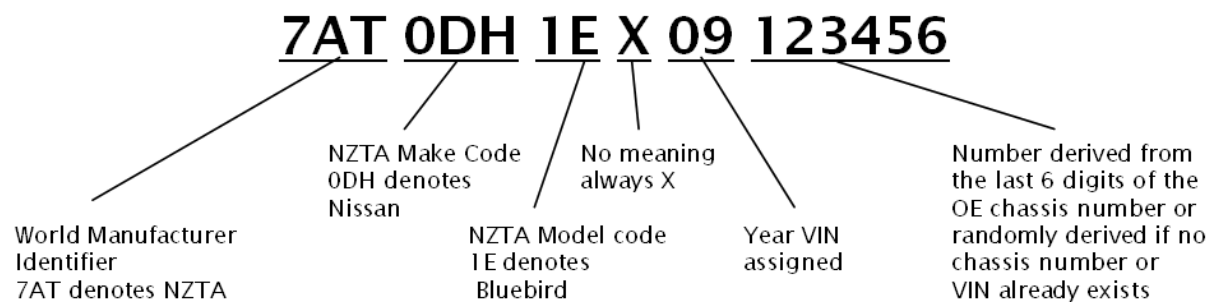 7AT 0DH 1E X 09 123456
NZTA Make Code
0DH denotes
Nissan
No meaning
always X
Number derived from
the last 6 digits of the
OE chassis number or
randomly derived if no
chassis number or
VIN already exists
World Manufacturer
Identifier
7AT denotes NZTA
NZTA Model code
1E denotes
Bluebird
Year VIN
assigned